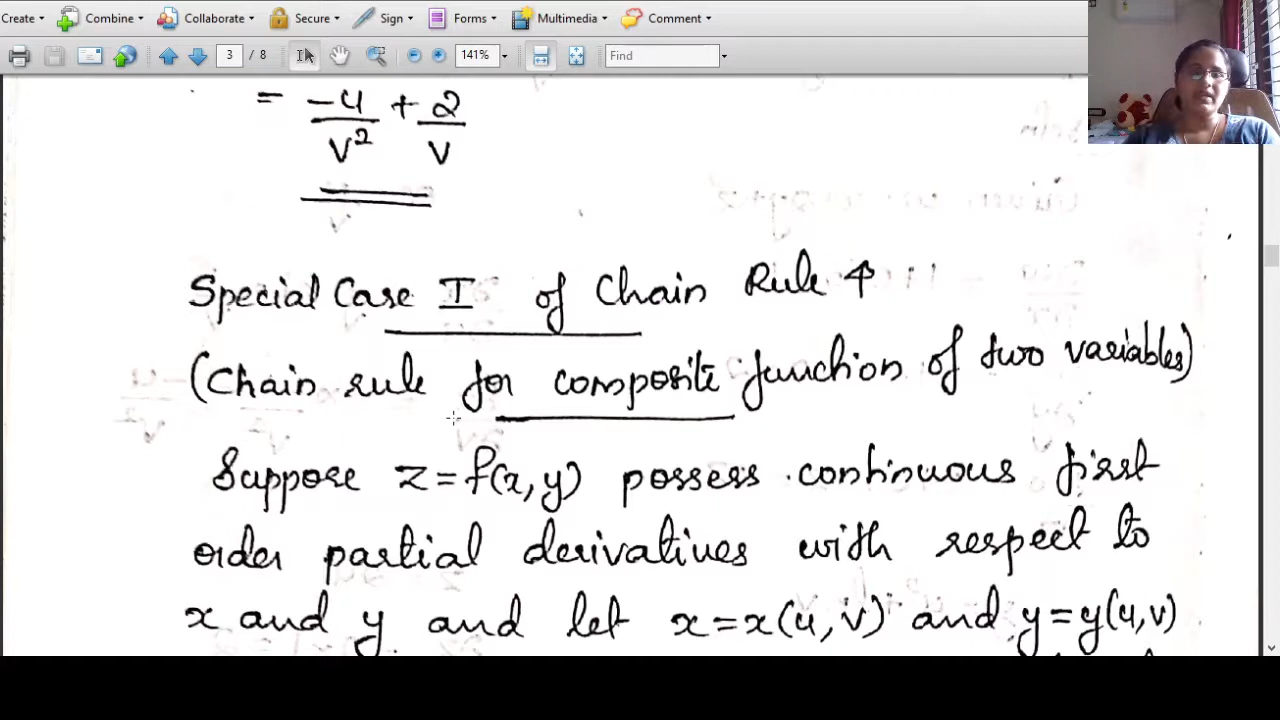 Create Combine Collaborate Secure Sign Forms Multimedia Comment
3 / 8 141% Find
= -4/V² + 2/V
Special Case I of Chain Rule
(Chain rule for composite function of two variables)
Suppose z=f(x,y) possess continuous first
order partial derivatives with respect to
x and y and let x=x(u,v) and y=y(u,v)